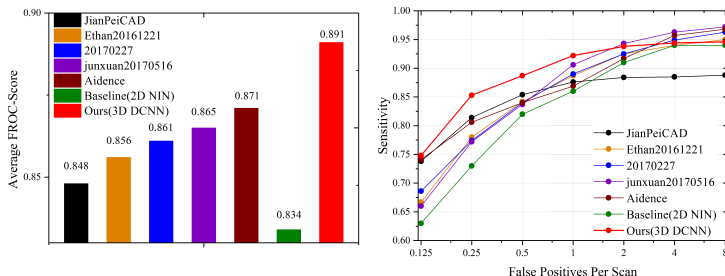 0.90
JianPeiCAD
Ethan20161221
20170227
junxuan20170516
Aidence
Baseline(2D NIN)
Ours(3D DCNN)
0.891
0.871
0.865
0.861
0.856
0.848
0.834
0.85
Average FROC-Score
1.00
0.95
0.90
0.85
0.80
0.75
0.70
0.65
0.60
Sensitivity
JianPeiCAD
Ethan20161221
20170227
junxuan20170516
Aidence
Baseline(2D NIN)
Ours(3D DCNN)
0.125 0.25 0.5 1 2 4
False Positives Per Scan